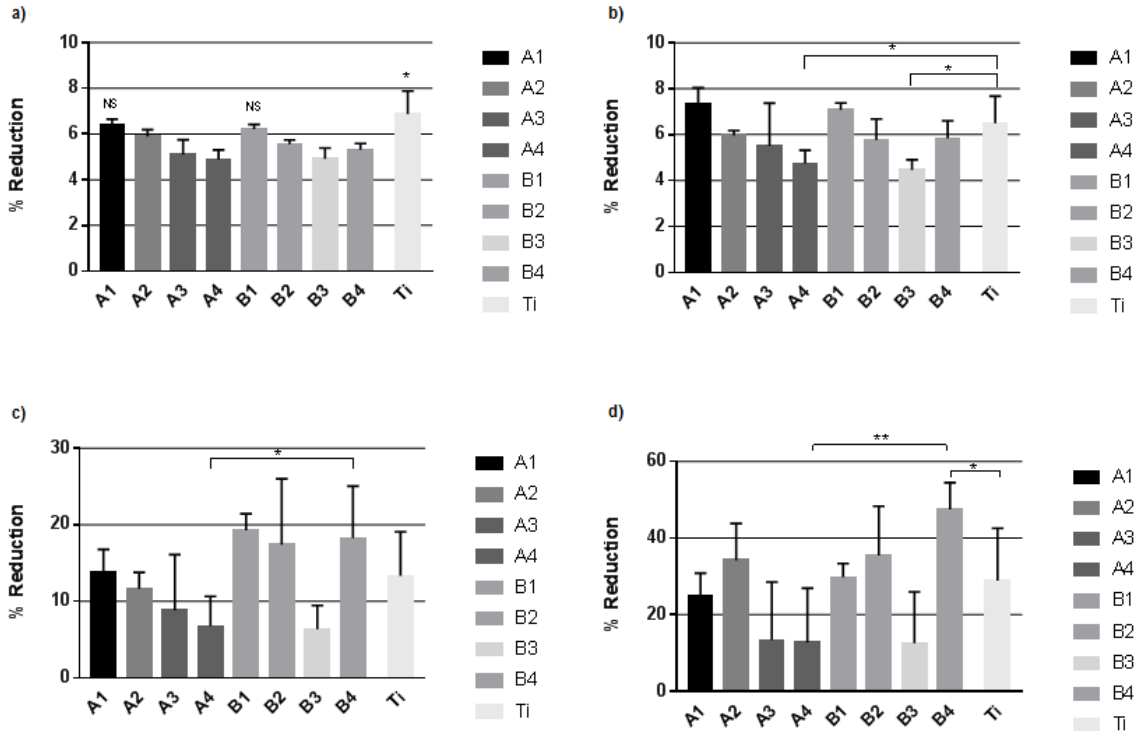 a)
% Reduction
10
8
6
4
2
0
NS
NS
*
A1
A2
A3
A4
B1
B2
B3
B4
Ti
A1
A2
A3
A4
B1
B2
B3
B4
Ti
b)
% Reduction
10
8
6
4
2
0
*
*
A1
A2
A3
A4
B1
B2
B3
B4
Ti
A1
A2
A3
A4
B1
B2
B3
B4
Ti
c)
% Reduction
30
20
10
0
*
A1
A2
A3
A4
B1
B2
B3
B4
Ti
A1
A2
A3
A4
B1
B2
B3
B4
Ti
d)
% Reduction
60
40
20
0
**
*
A1
A2
A3
A4
B1
B2
B3
B4
Ti
A1
A2
A3
A4
B1
B2
B3
B4
Ti